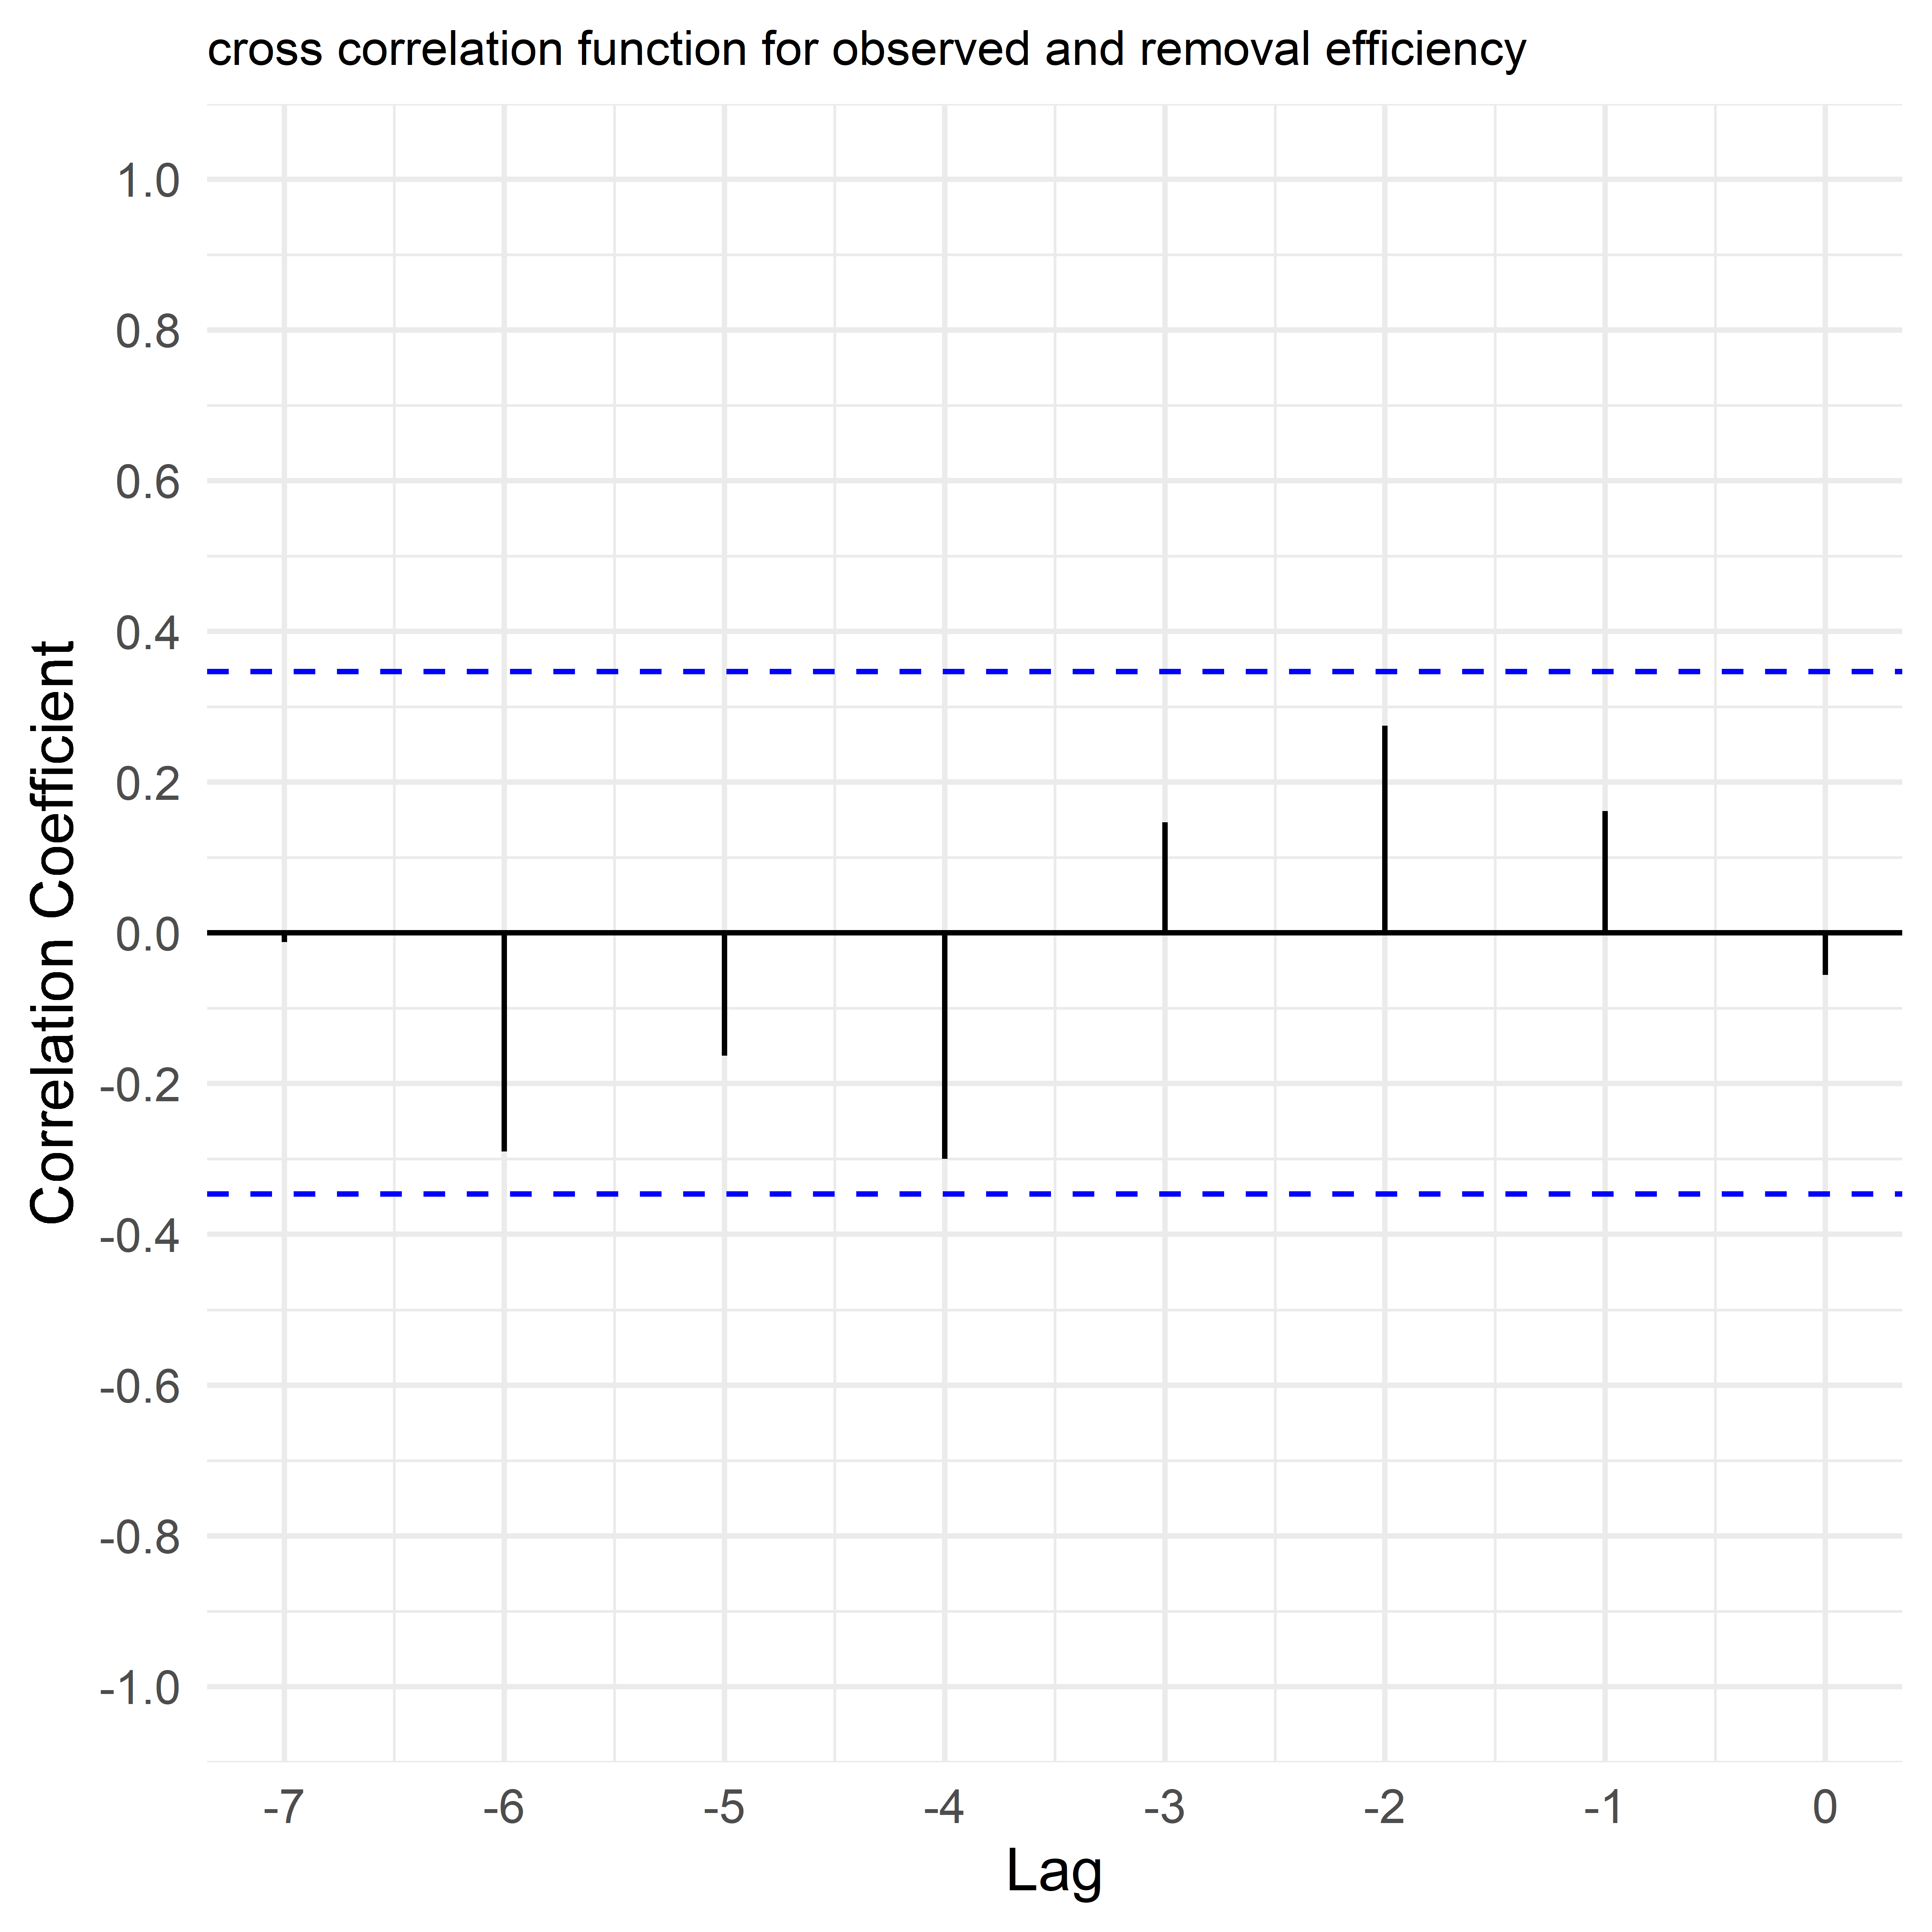 cross correlation function for observed and removal efficiency
Correlation Coefficient
1.0
0.8
0.6
0.4
0.2
0.0
-0.2
-0.4
-0.6
-0.8
-1.0
-7 -6 -5 -4 -3 -2 -1 0
Lag